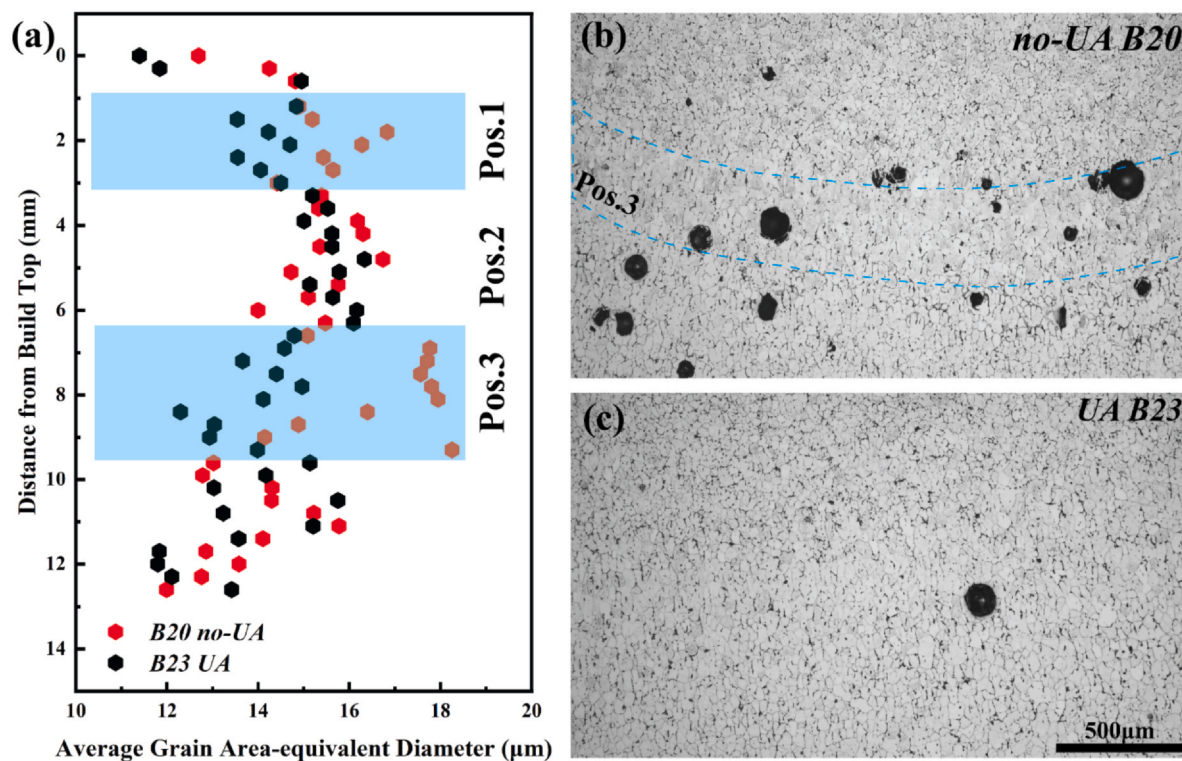 (a)
0
2
4
6
8
10
12
14
Distance from Build Top (mm)
Pos.1
Pos.2
Pos.3
B20 no-UA
B23 UA
10 12 14 16 18 20
Average Grain Area-equivalent Diameter (μm)
(b)
no-UA B20
Pos.3
(c)
UA B23
500μm